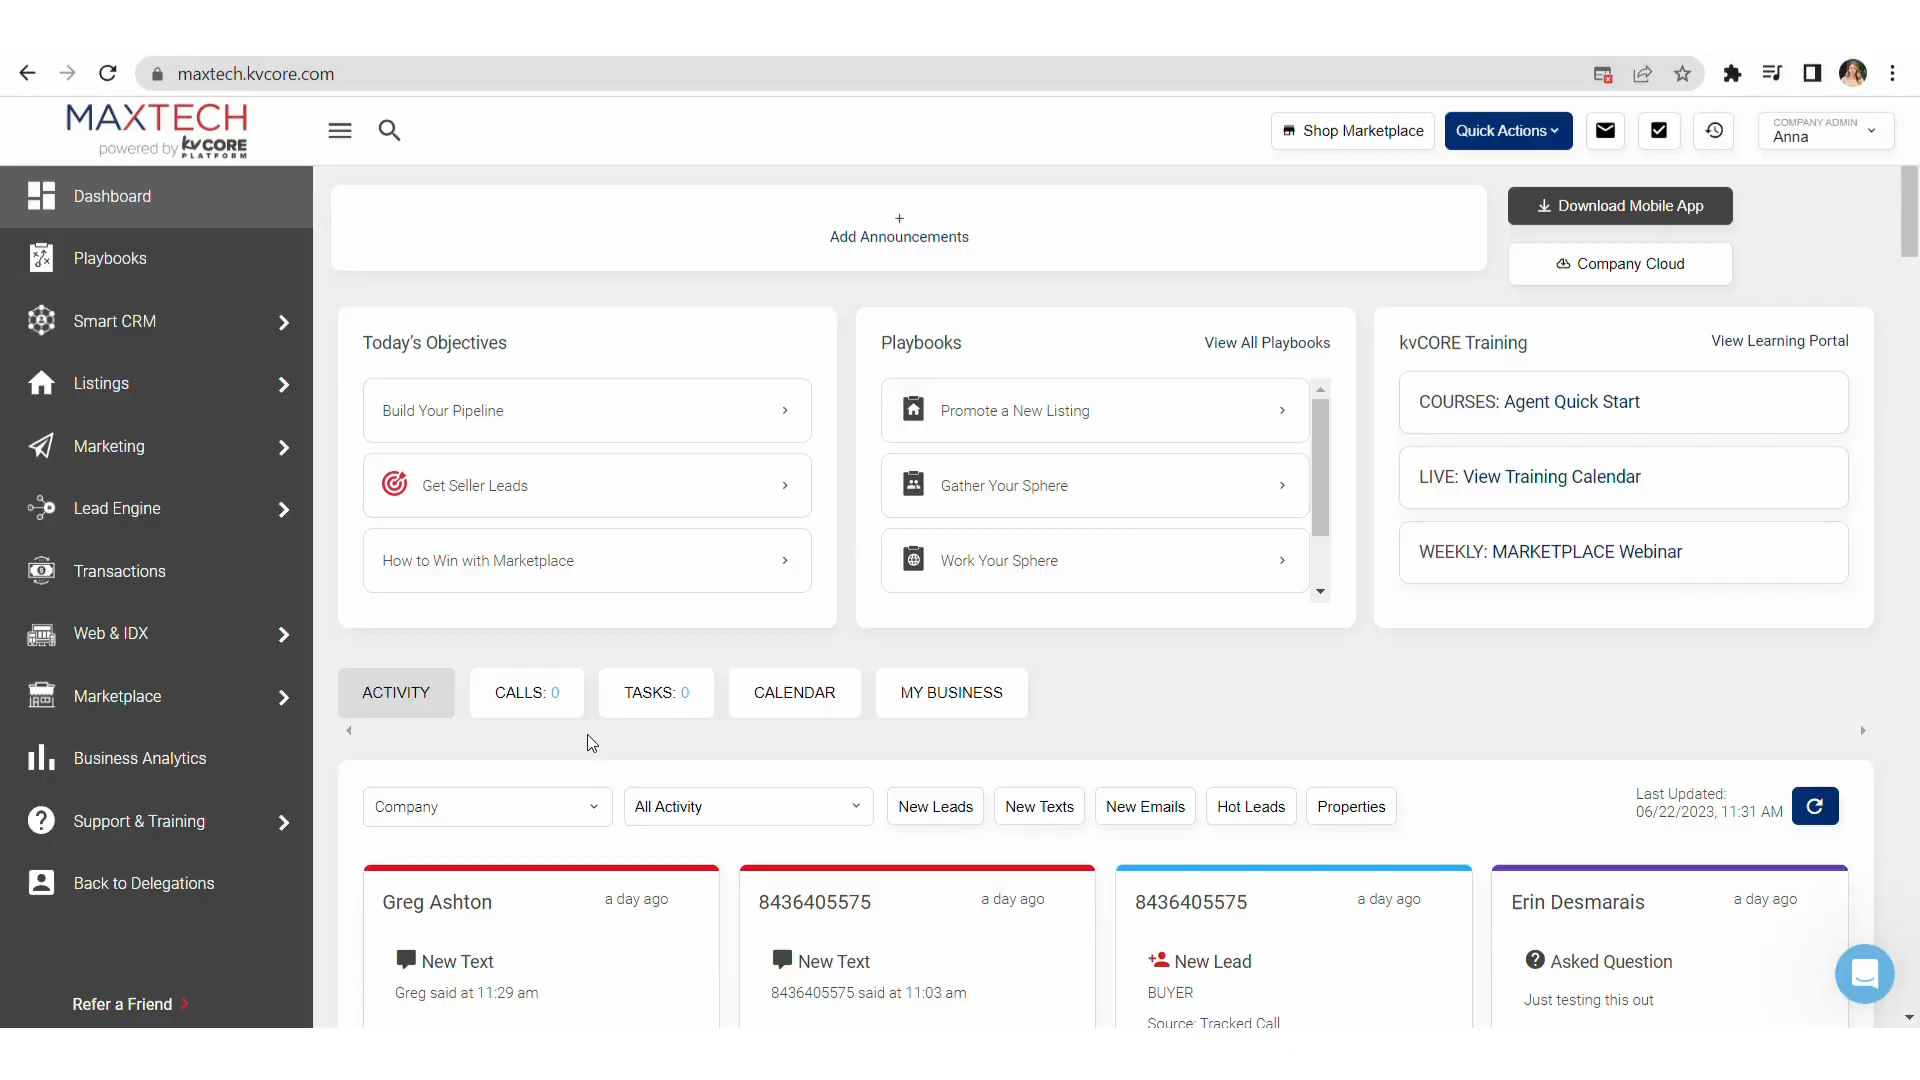 maxtech.kvcore.com
MAXTECH
powered by kvCORE
PLATFORM
Shop Marketplace
Quick Actions
COMPANY ADMIN
Anna
Dashboard
Playbooks
Smart CRM
Listings
Marketing
Lead Engine
Transactions
Web & IDX
Marketplace
Business Analytics
Support & Training
Back to Delegations
Refer a Friend
+
Add Announcements
Download Mobile App
Company Cloud
Today's Objectives
Build Your Pipeline
Get Seller Leads
How to Win with Marketplace
Playbooks
View All Playbooks
Promote a New Listing
Gather Your Sphere
Work Your Sphere
kvCORE Training
View Learning Portal
COURSES: Agent Quick Start
LIVE: View Training Calendar
WEEKLY: MARKETPLACE Webinar
ACTIVITY
CALLS: 0
TASKS: 0
CALENDAR
MY BUSINESS
Company
All Activity
New Leads
New Texts
New Emails
Hot Leads
Properties
Last Updated:
06/22/2023, 11:31 AM
Greg Ashton
a day ago
New Text
Greg said at 11:29 am
8436405575
a day ago
New Text
8436405575 said at 11:03 am
8436405575
a day ago
New Lead
BUYER
Source: Tracked Call
Erin Desmarais
a day ago
Asked Question
Just testing this out